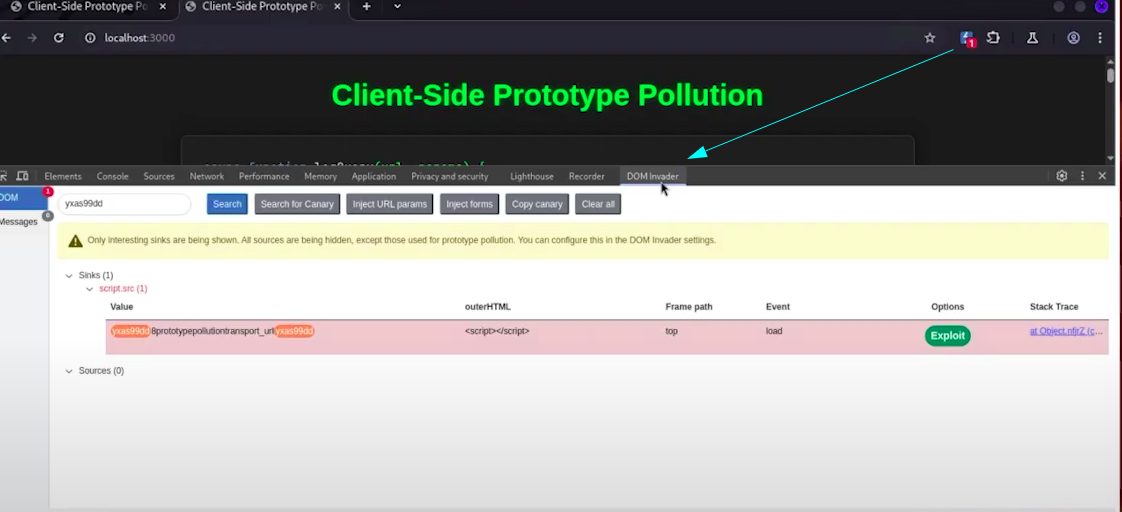 Client-Side Prototype Po
Client-Side Prototype Po
localhost:3000
1
Client-Side Prototype Pollution
Elements Console Sources Network Performance Memory Application Privacy and security Lighthouse Recorder DOM Invader
DOM 1
Messages 0
yxas99dd Search Search for Canary Inject URL params Inject forms Copy canary Clear all
Only interesting sinks are being shown. All sources are being hidden, except those used for prototype pollution. You can configure this in the DOM Invader settings.
Sinks (1)
script.src (1)
Value outerHTML Frame path Event Options Stack Trace
yxas99dd8prototypepollutiontransport_urlyxas99dd <script></script> top load Exploit at Object.nfjrZ (c...
Sources (0)